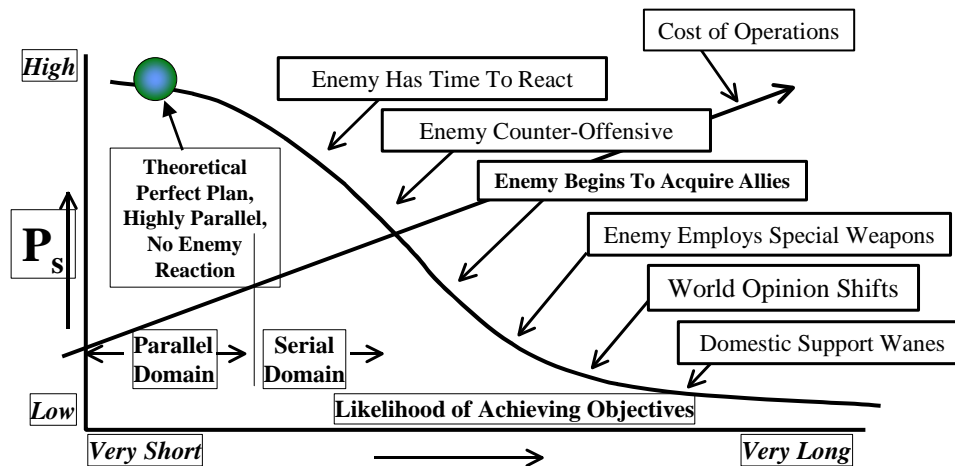 Cost of Operations
High
Enemy Has Time To React
Enemy Counter-Offensive
Theoretical
Perfect Plan,
Highly Parallel,
No Enemy
Reaction
Enemy Begins To Acquire Allies
Ps
Enemy Employs Special Weapons
World Opinion Shifts
Parallel
Domain
Serial
Domain
Domestic Support Wanes
Low
Likelihood of Achieving Objectives
Very Short
Very Long